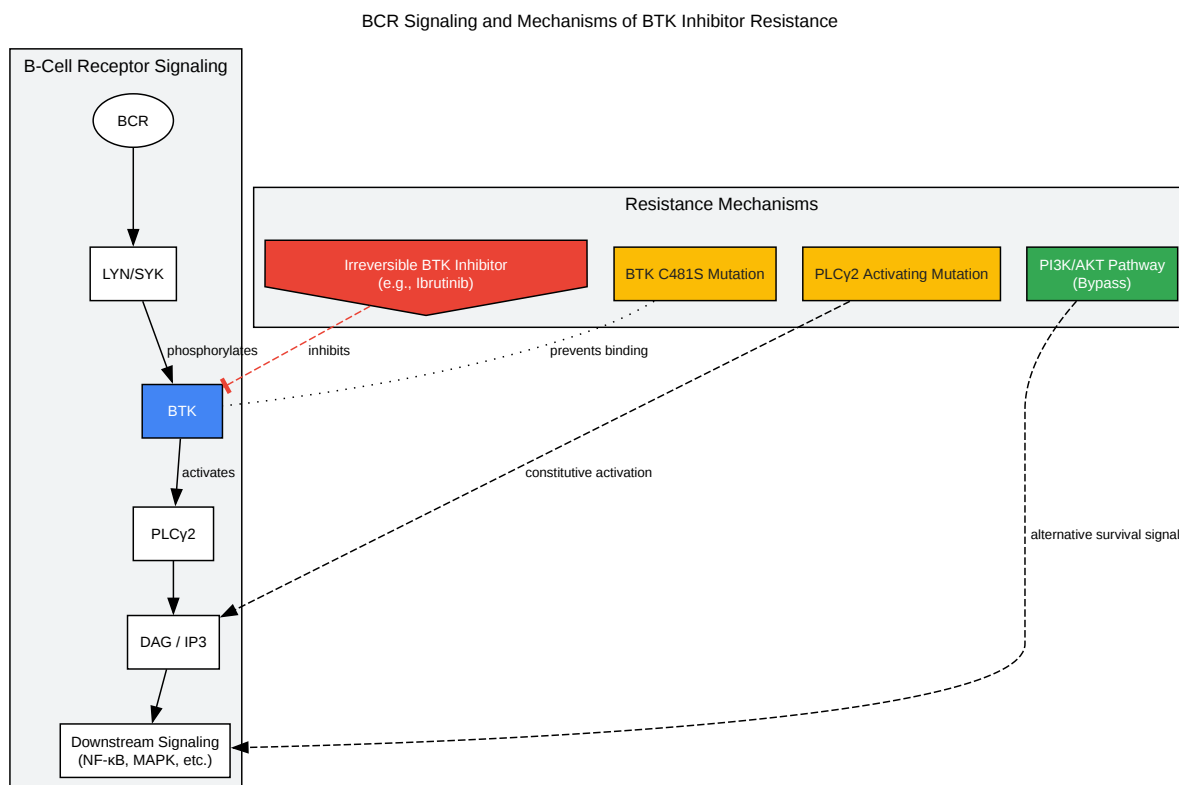 BCR Signaling and Mechanisms of BTK Inhibitor Resistance
B-Cell Receptor Signaling
BCR
Resistance Mechanisms
LYN/SYK
Irreversible BTK Inhibitor
(e.g., Ibrutinib)
BTK C481S Mutation
PLCγ2 Activating Mutation
PI3K/AKT Pathway
(Bypass)
phosphorylates
inhibits
prevents binding
BTK
activates
constitutive activation
PLCγ2
alternative survival signal
DAG / IP3
Downstream Signaling
(NF-κB, MAPK, etc.)